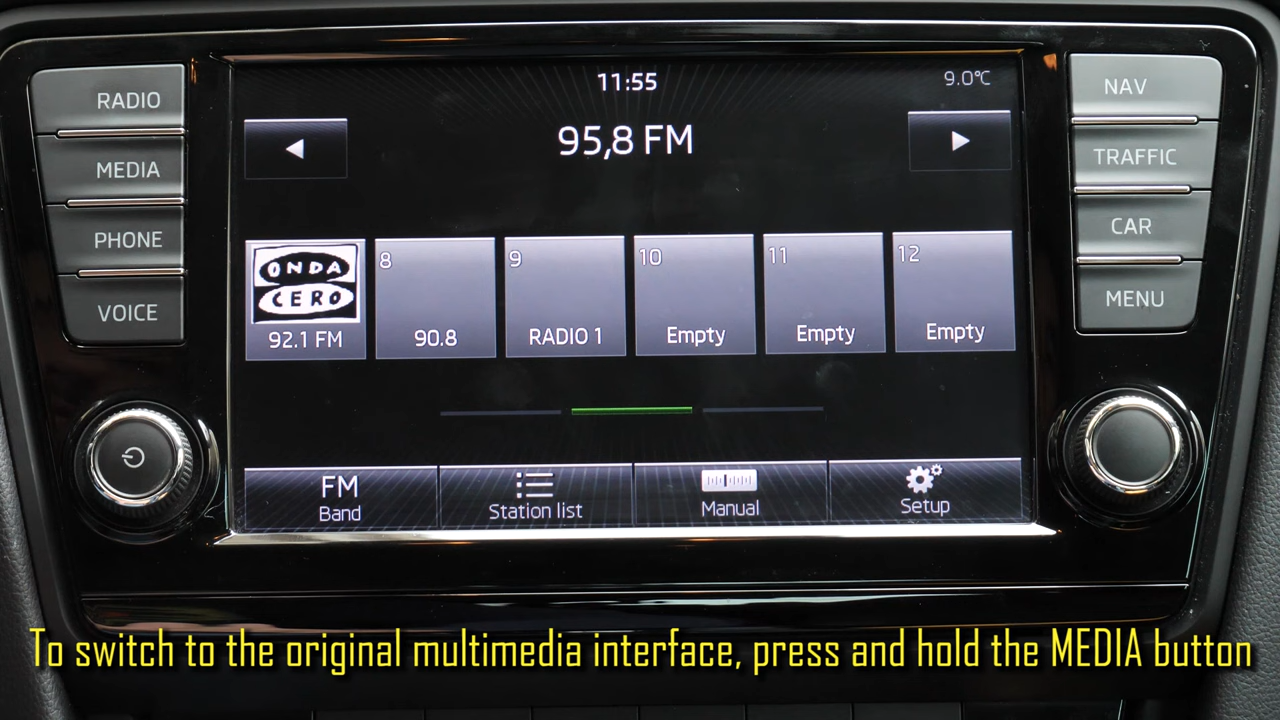 RADIO
MEDIA
PHONE
VOICE
11:55
9.0°C
95,8 FM
ONDA
CERO
92.1 FM
8
90.8
9
RADIO 1
10
Empty
11
Empty
12
Empty
FM
Band
Station list
Manual
Setup
NAV
TRAFFIC
CAR
MENU
To switch to the original multimedia interface, press and hold the MEDIA button